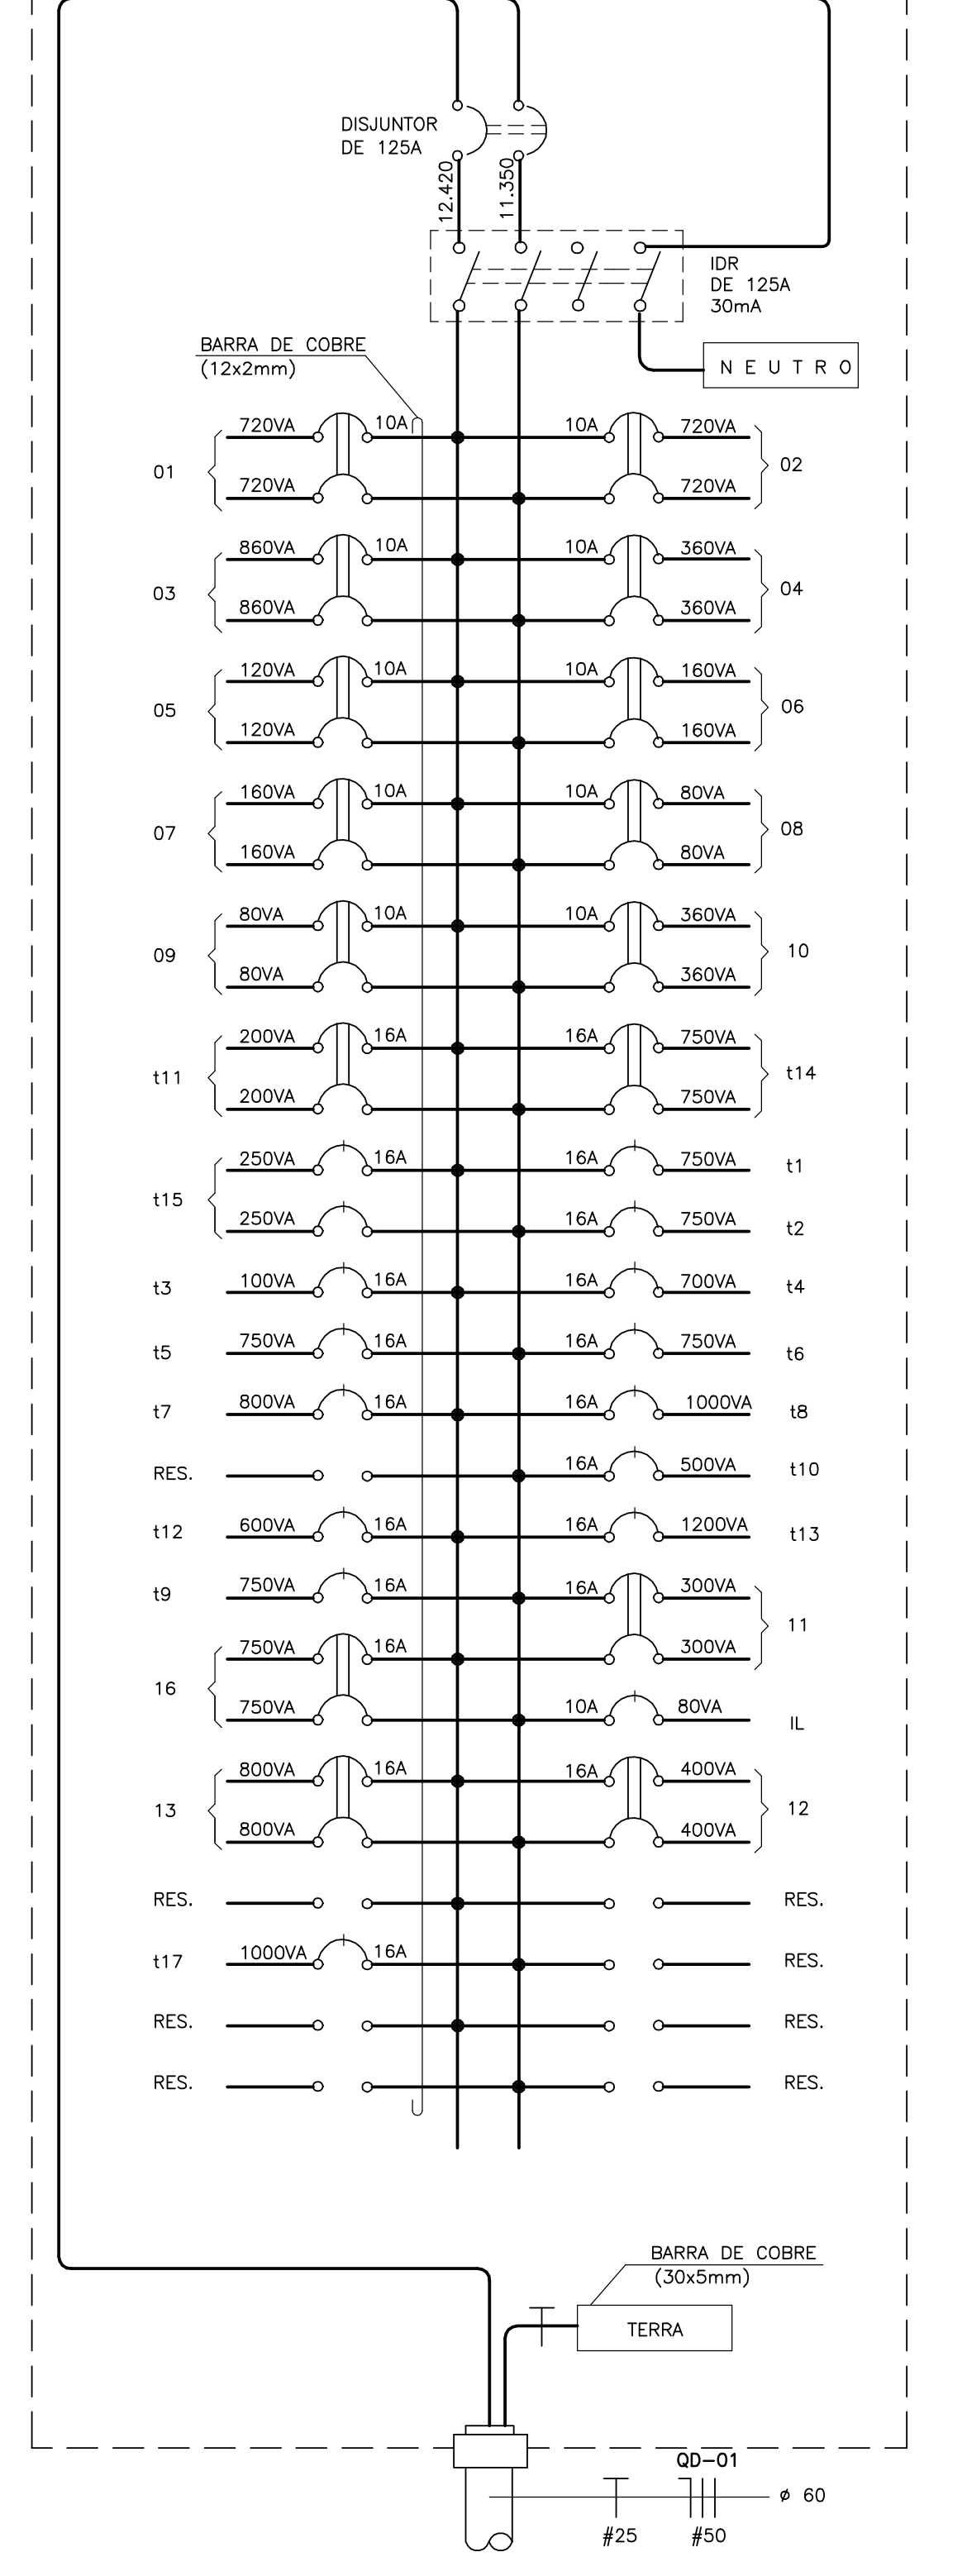 DISJUNTOR
DE 125A
12.420
11.350
IDR
DE 125A
30mA
N E U T R O
BARRA DE COBRE
(12x2mm)
720VA 10A 10A 720VA
01 02
720VA 720VA
860VA 10A 10A 360VA
03 04
860VA 360VA
120VA 10A 10A 160VA
05 06
120VA 160VA
160VA 10A 10A 80VA
07 08
160VA 80VA
80VA 10A 10A 360VA
09 10
80VA 360VA
200VA 16A 16A 750VA
t11 t14
200VA 750VA
250VA 16A 16A 750VA t1
t15
250VA 16A 750VA t2
t3 100VA 16A 16A 700VA t4
t5 750VA 16A 16A 750VA t6
t7 800VA 16A 16A 1000VA t8
RES. 16A 500VA t10
t12 600VA 16A 16A 1200VA t13
t9 750VA 16A 16A 300VA
11
750VA 16A 300VA
16
750VA 10A 80VA IL
800VA 16A 16A 400VA
13 12
800VA 400VA
RES. RES.
t17 1000VA 16A RES.
RES. RES.
RES. RES.
BARRA DE COBRE
(30x5mm)
TERRA
QD-01
ø 60
#25 #50